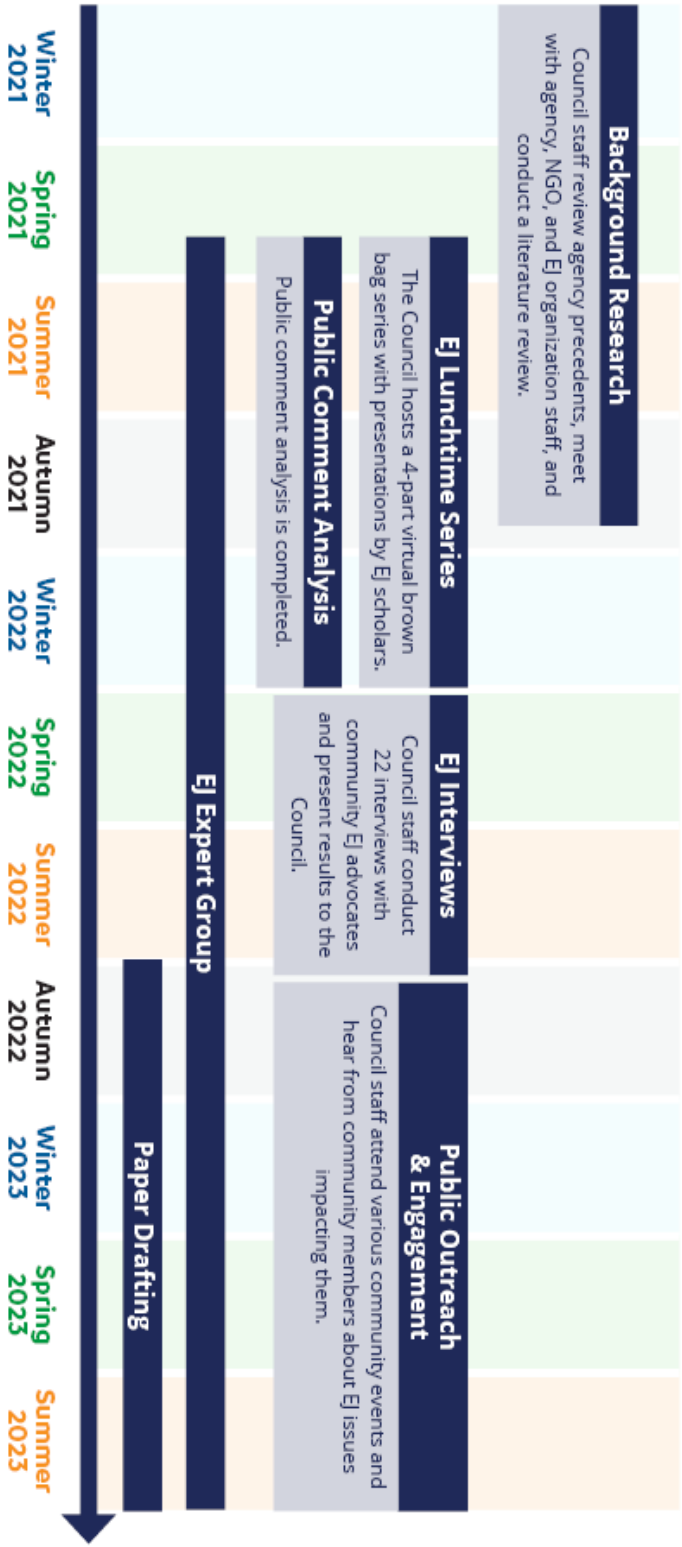 Background Research
Council staff review agency precedents, meet
with agency, NGO, and EJ organization staff, and
conduct a literature review.
EJ Lunchtime Series
The Council hosts a 4-part virtual brown
bag series with presentations by EJ scholars.
EJ Interviews
Council staff conduct
22 interviews with
community EJ advocates
and present results to the
Council.
Public Outreach
& Engagement
Council staff attend various community events and
hear from community members about EJ issues
impacting them.
Public Comment Analysis
Public comment analysis is completed.
EJ Expert Group
Paper Drafting
Winter
2021
Spring
2021
Summer
2021
Autumn
2021
Winter
2022
Spring
2022
Summer
2022
Autumn
2022
Winter
2023
Spring
2023
Summer
2023